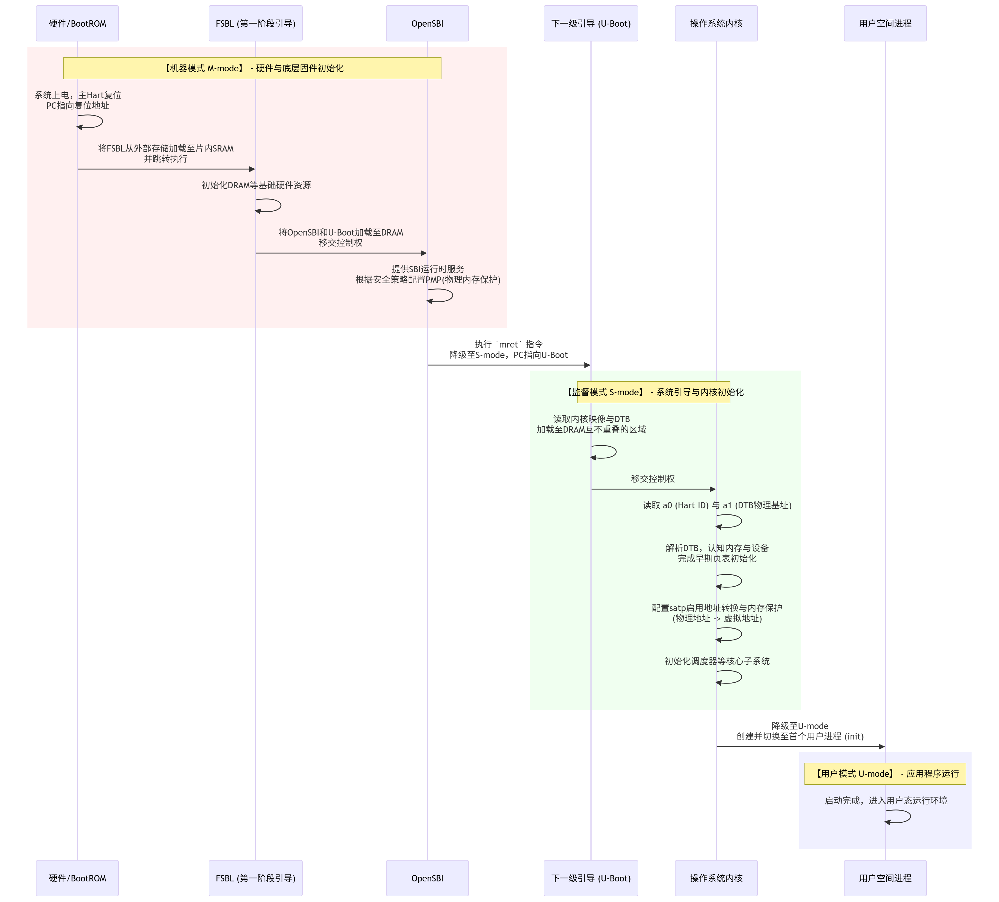 硬件/BootROM
FSBL (第一阶段引导)
OpenSBI
下一级引导 (U-Boot)
操作系统内核
用户空间进程
【机器模式 M-mode】 - 硬件与底层固件初始化
系统上电，主Hart复位
PC指向复位地址
将FSBL从外部存储加载至片内SRAM
并跳转执行
初始化DRAM等基础硬件资源
将OpenSBI和U-Boot加载至DRAM
移交控制权
提供SBI运行时服务
根据安全策略配置PMP(物理内存保护)
执行 `mret` 指令
降级至S-mode，PC指向U-Boot
【监督模式 S-mode】 - 系统引导与内核初始化
读取内核映像与DTB
加载至DRAM互不重叠的区域
移交控制权
读取 a0 (Hart ID) 与 a1 (DTB物理基址)
解析DTB，认知内存与设备
完成早期页表初始化
配置satp启用地址转换与内存保护
(物理地址 -> 虚拟地址)
初始化调度器等核心子系统
降级至U-mode
创建并切换至首个用户进程 (init)
【用户模式 U-mode】 - 应用程序运行
启动完成，进入用户态运行环境
硬件/BootROM
FSBL (第一阶段引导)
OpenSBI
下一级引导 (U-Boot)
操作系统内核
用户空间进程